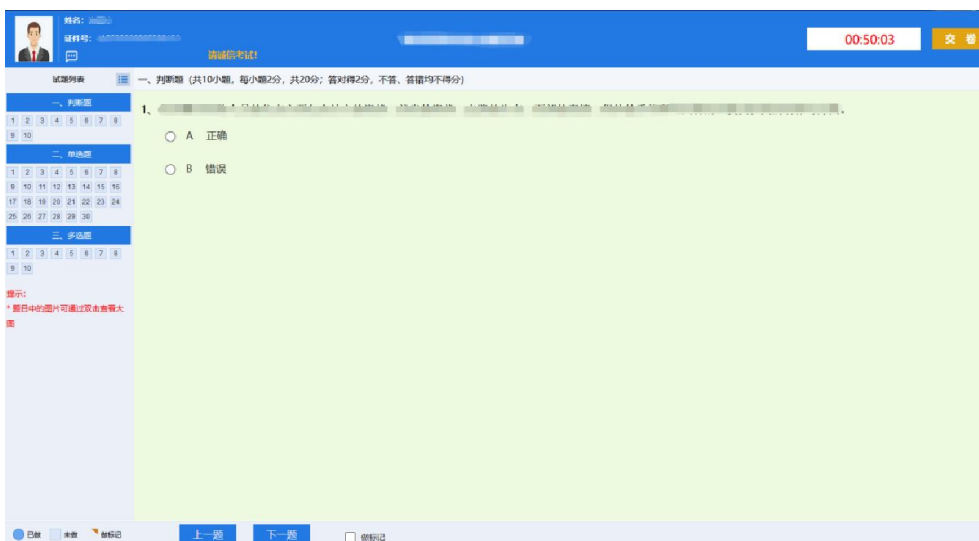 姓名：
证件号：
请诚信考试！
00:50:03
交 卷
试题列表
一、判断题（共10小题，每小题2分，共20分；答对得2分，不答、答错均不得分）
一、判断题
1 2 3 4 5 6 7 8
9 10
二、单选题
1 2 3 4 5 6 7 8
9 10 11 12 13 14 15 16
17 18 19 20 21 22 23 24
25 26 27 28 29 30
三、多选题
1 2 3 4 5 6 7 8
9 10
提示：
* 题目中的图片可通过双击查看大
图
1、
A 正确
B 错误
已做 未做 做标记
上一题 下一题 做标记